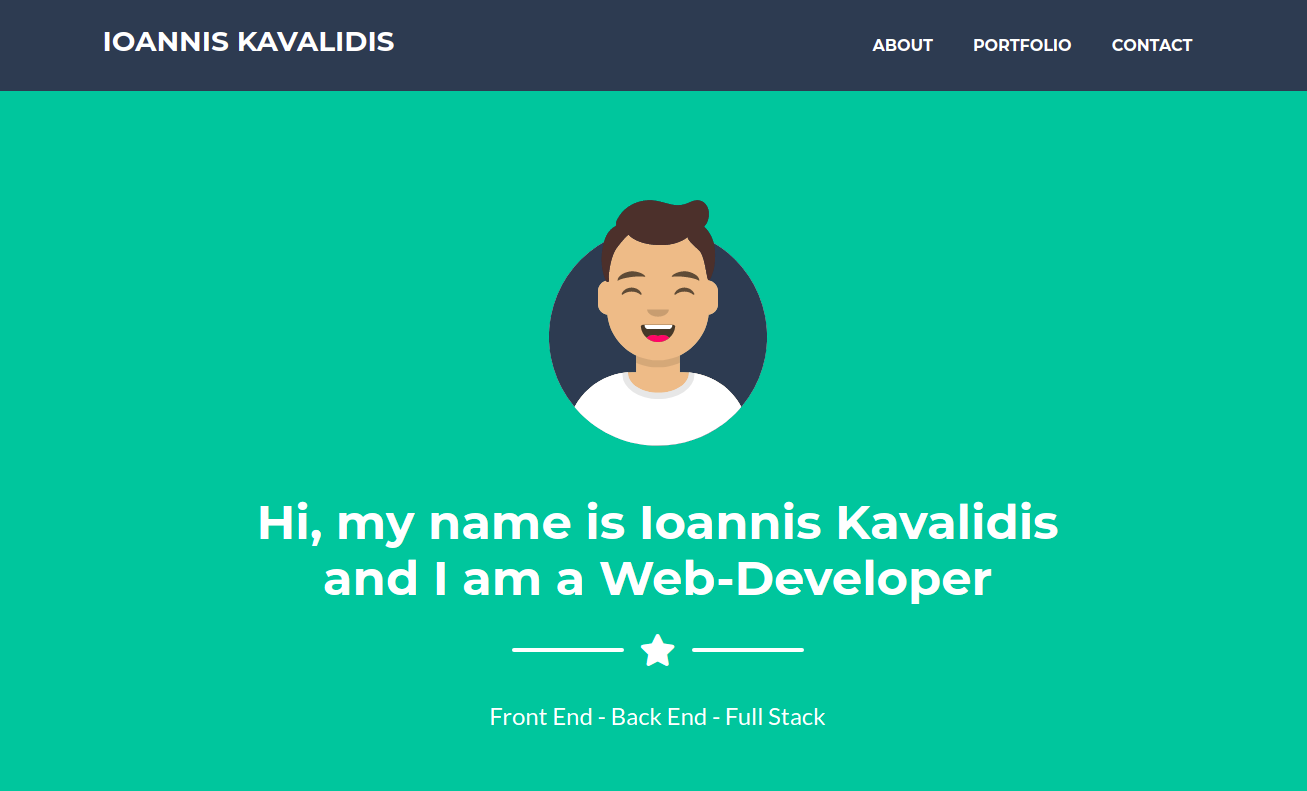 IOANNIS KAVALIDIS
ABOUT PORTFOLIO CONTACT
Hi, my name is Ioannis Kavalidis
and I am a Web-Developer
Front End - Back End - Full Stack